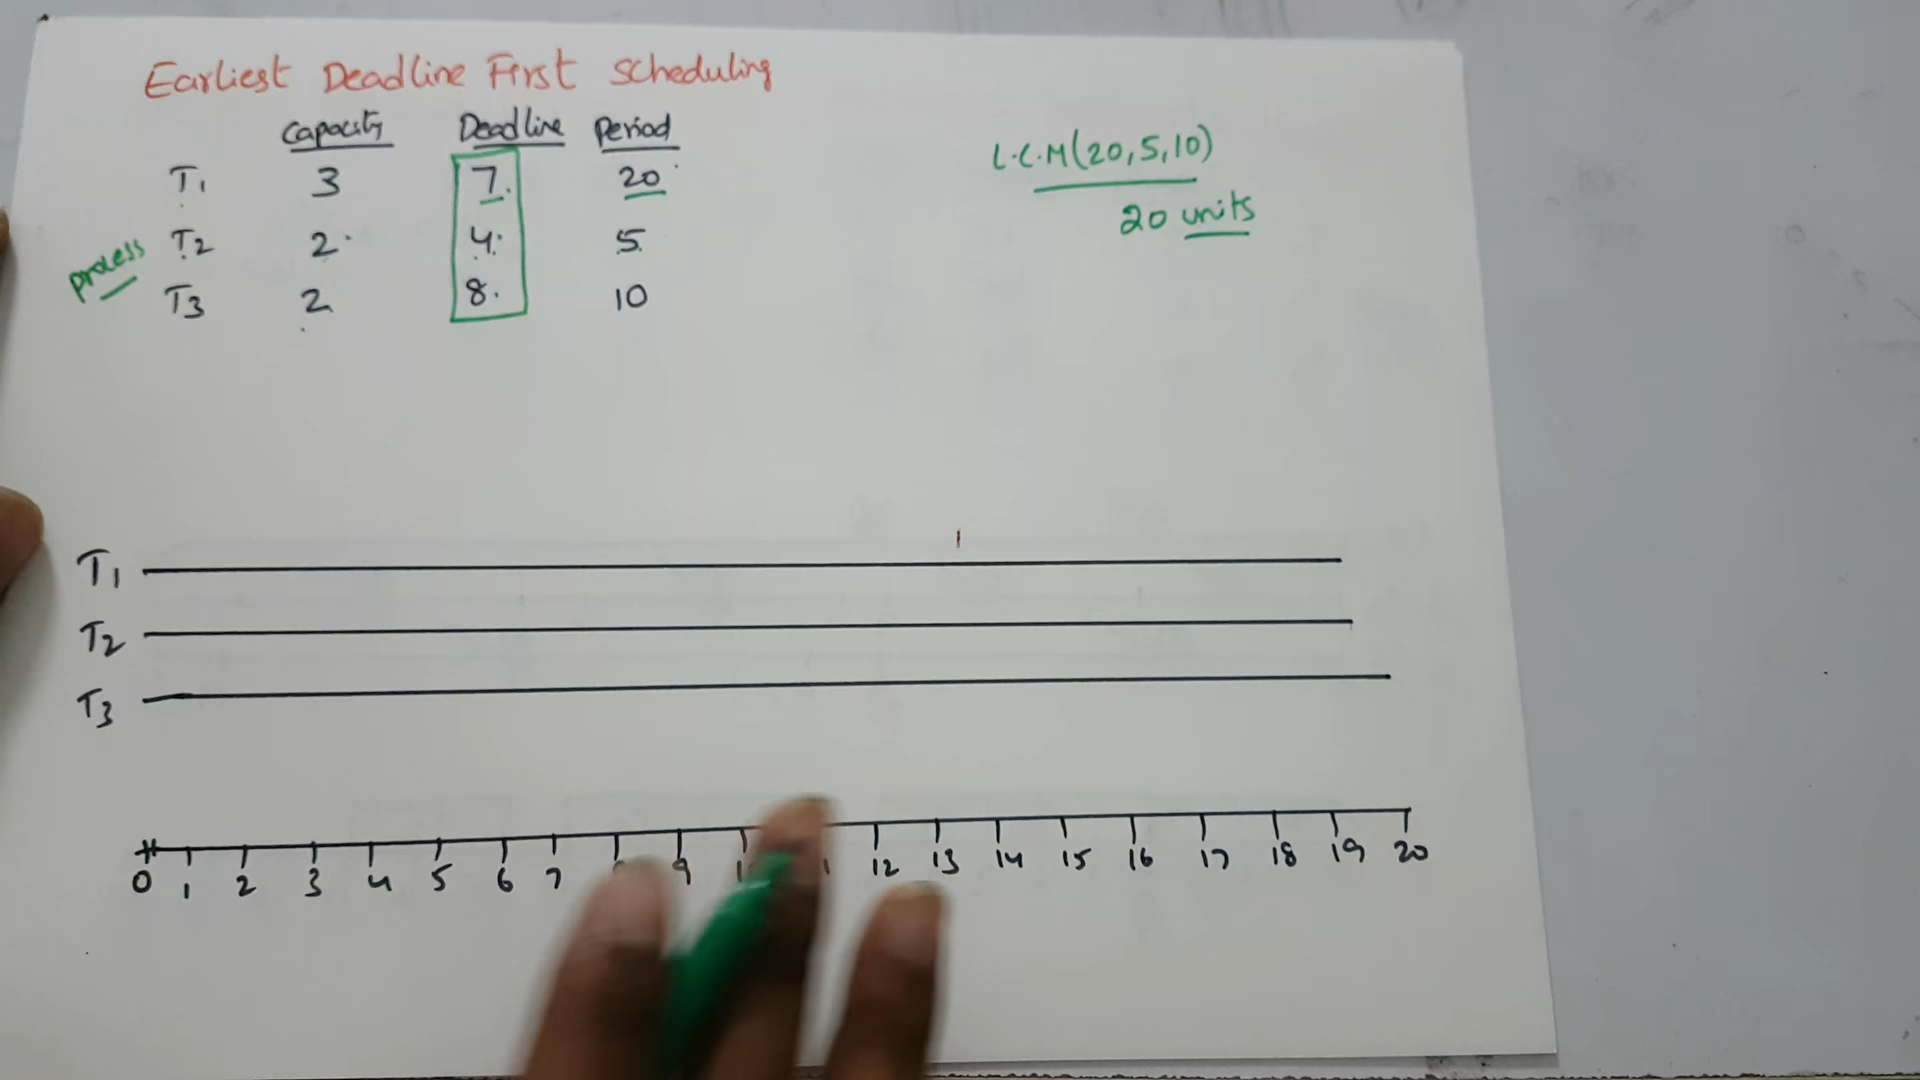 Earliest Deadline First Scheduling
Capacity Deadline Period
T1 3 7 20
T2 2 4 5
T3 2 8 10
process
L.C.M(20,5,10)
20 units
T1
T2
T3
0 1 2 3 4 5 6 7 9 12 13 14 15 16 17 18 19 20